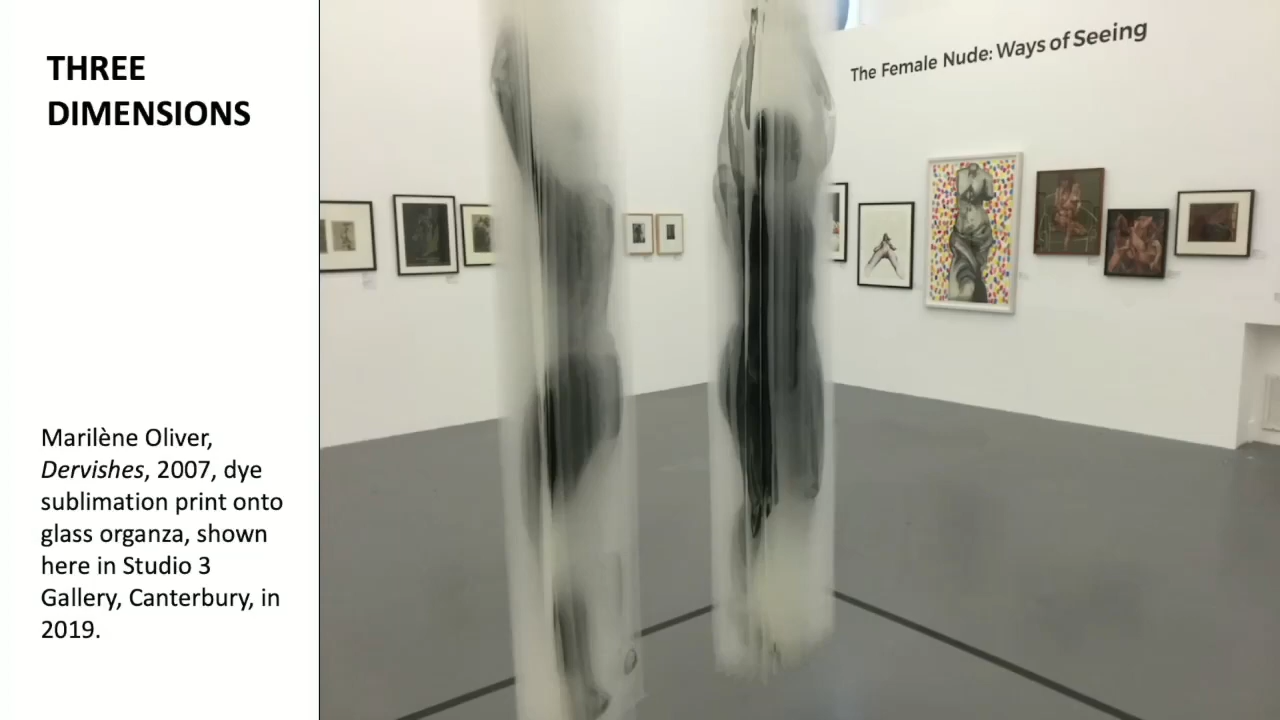 THREE
DIMENSIONS
Marilène Oliver,
Dervishes, 2007, dye
sublimation print onto
glass organza, shown
here in Studio 3
Gallery, Canterbury, in
2019.
The Female Nude: Ways of Seeing